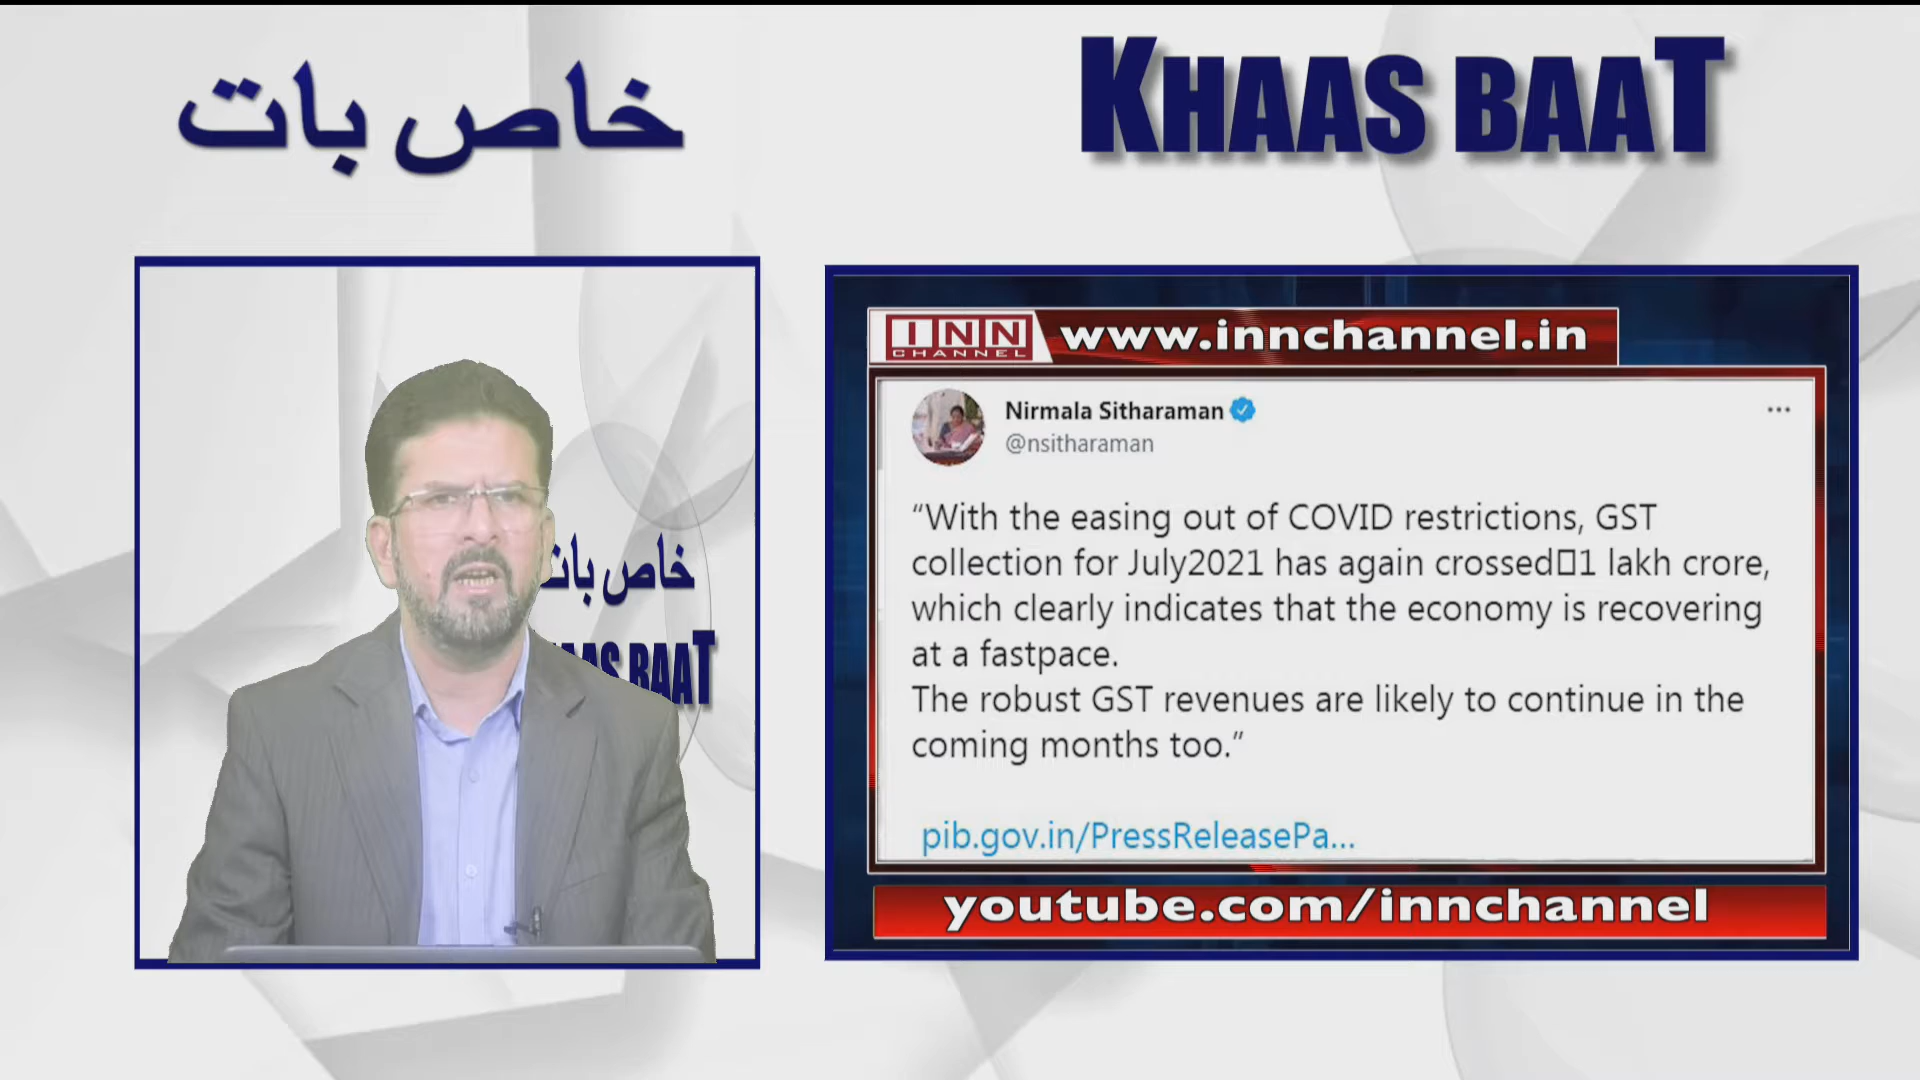 خاص بات
KHAAS BAAT
خاص بات
AAS BAAT
INN
CHANNEL
www.innchannel.in
Nirmala Sitharaman
@nsitharaman
“With the easing out of COVID restrictions, GST
collection for July2021 has again crossed□1 lakh crore,
which clearly indicates that the economy is recovering
at a fastpace.
The robust GST revenues are likely to continue in the
coming months too.”
pib.gov.in/PressReleasePa...
youtube.com/innchannel